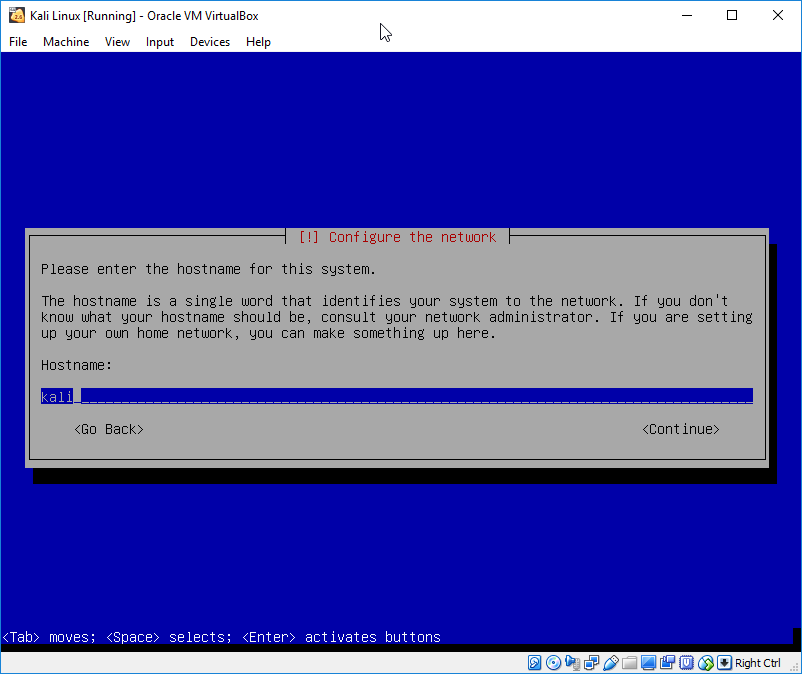 Kali Linux [Running] - Oracle VM VirtualBox
File Machine View Input Devices Help
[!] Configure the network
Please enter the hostname for this system.
The hostname is a single word that identifies your system to the network. If you don't
know what your hostname should be, consult your network administrator. If you are setting
up your own home network, you can make something up here.
Hostname:
kali
<Go Back> <Continue>
<Tab> moves; <Space> selects; <Enter> activates buttons
Right Ctrl